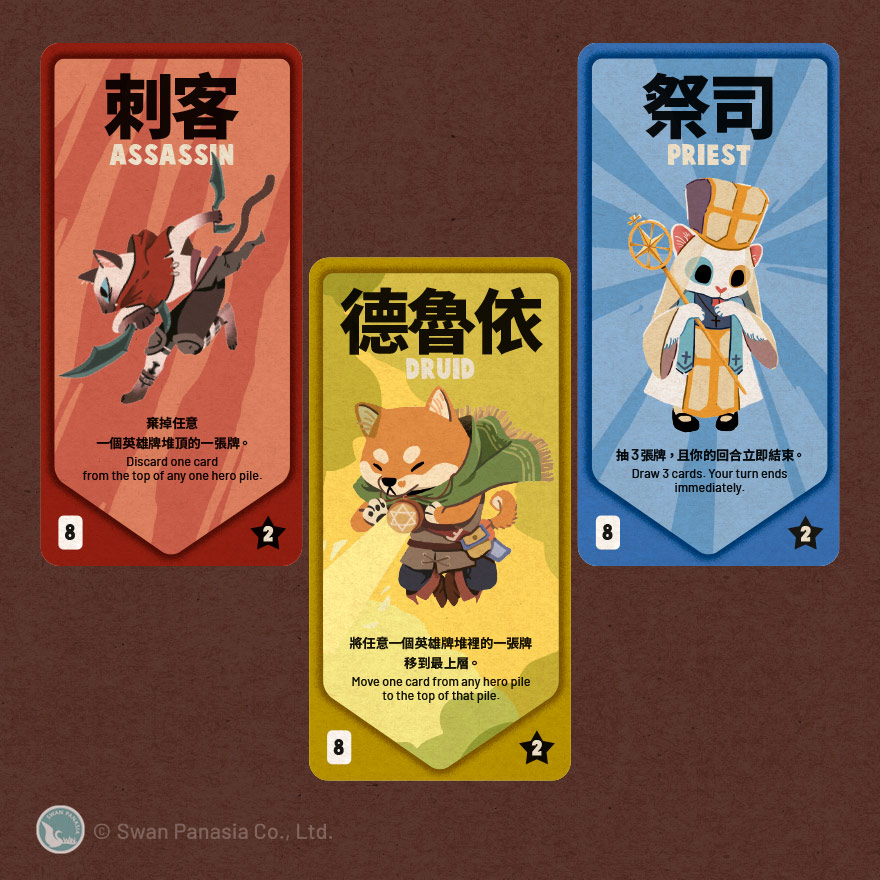 刺客
ASSASSIN
棄掉任意
一個英雄牌堆頂的一張牌。
Discard one card
from the top of any one hero pile.
8
2
德魯依
DRUID
將任意一個英雄牌堆裡的一張牌
移到最上層。
Move one card from any hero pile
to the top of that pile.
8
2
祭司
PRIEST
抽3張牌，且你的回合立即結束。
Draw 3 cards. Your turn ends
immediately.
8
2
SWAN PANASIA
© Swan Panasia Co., Ltd.